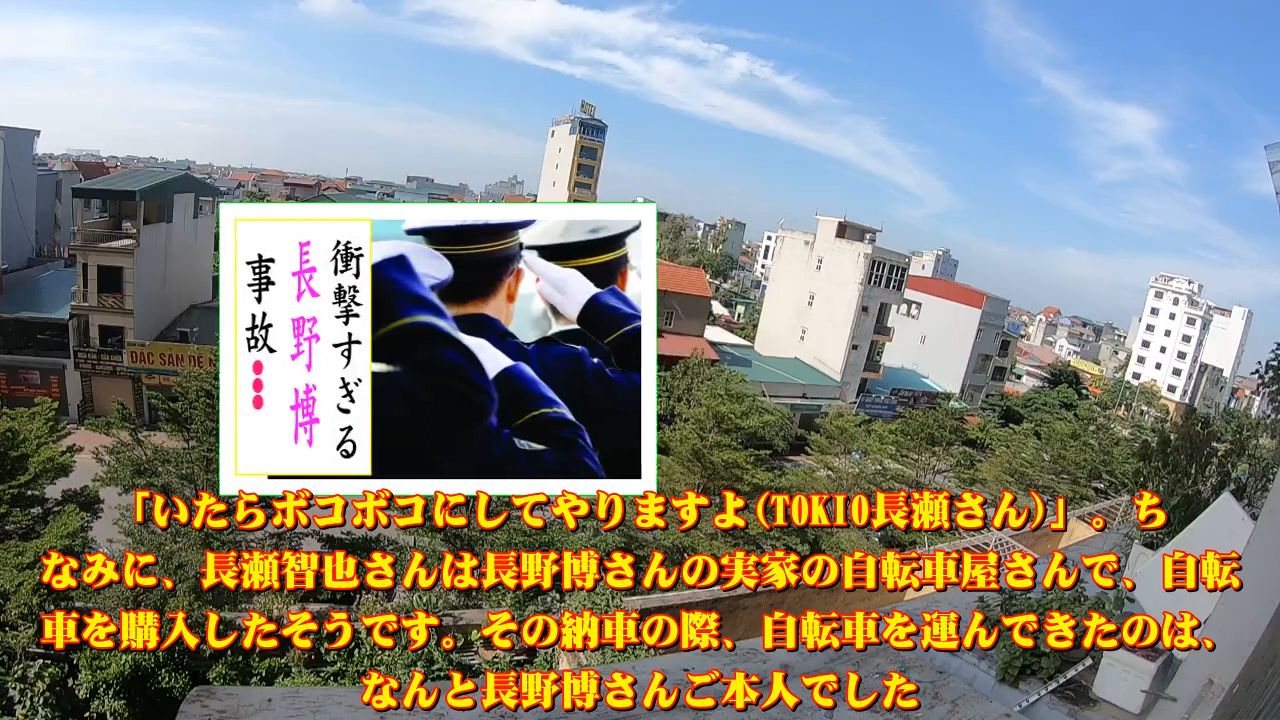 HOTEL
ĐẶC SẢN DÊ N
衝撃すぎる
長野博
事故●●●
「いたらボコボコにしてやりますよ(TOKIO長瀬さん)」。ち
なみに、長瀬智也さんは長野博さんの実家の自転車屋さんで、自転
車を購入したそうです。その納車の際、自転車を運んできたのは、
なんと長野博さんご本人でした